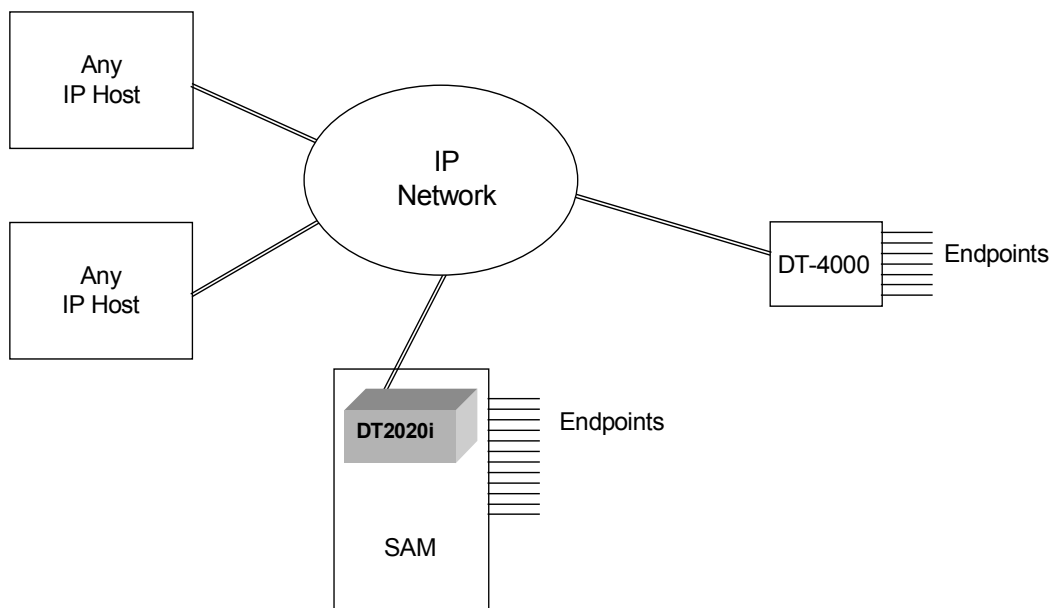 Any
IP Host
IP
Network
Any
IP Host
DT-4000
Endpoints
DT2020i
Endpoints
SAM